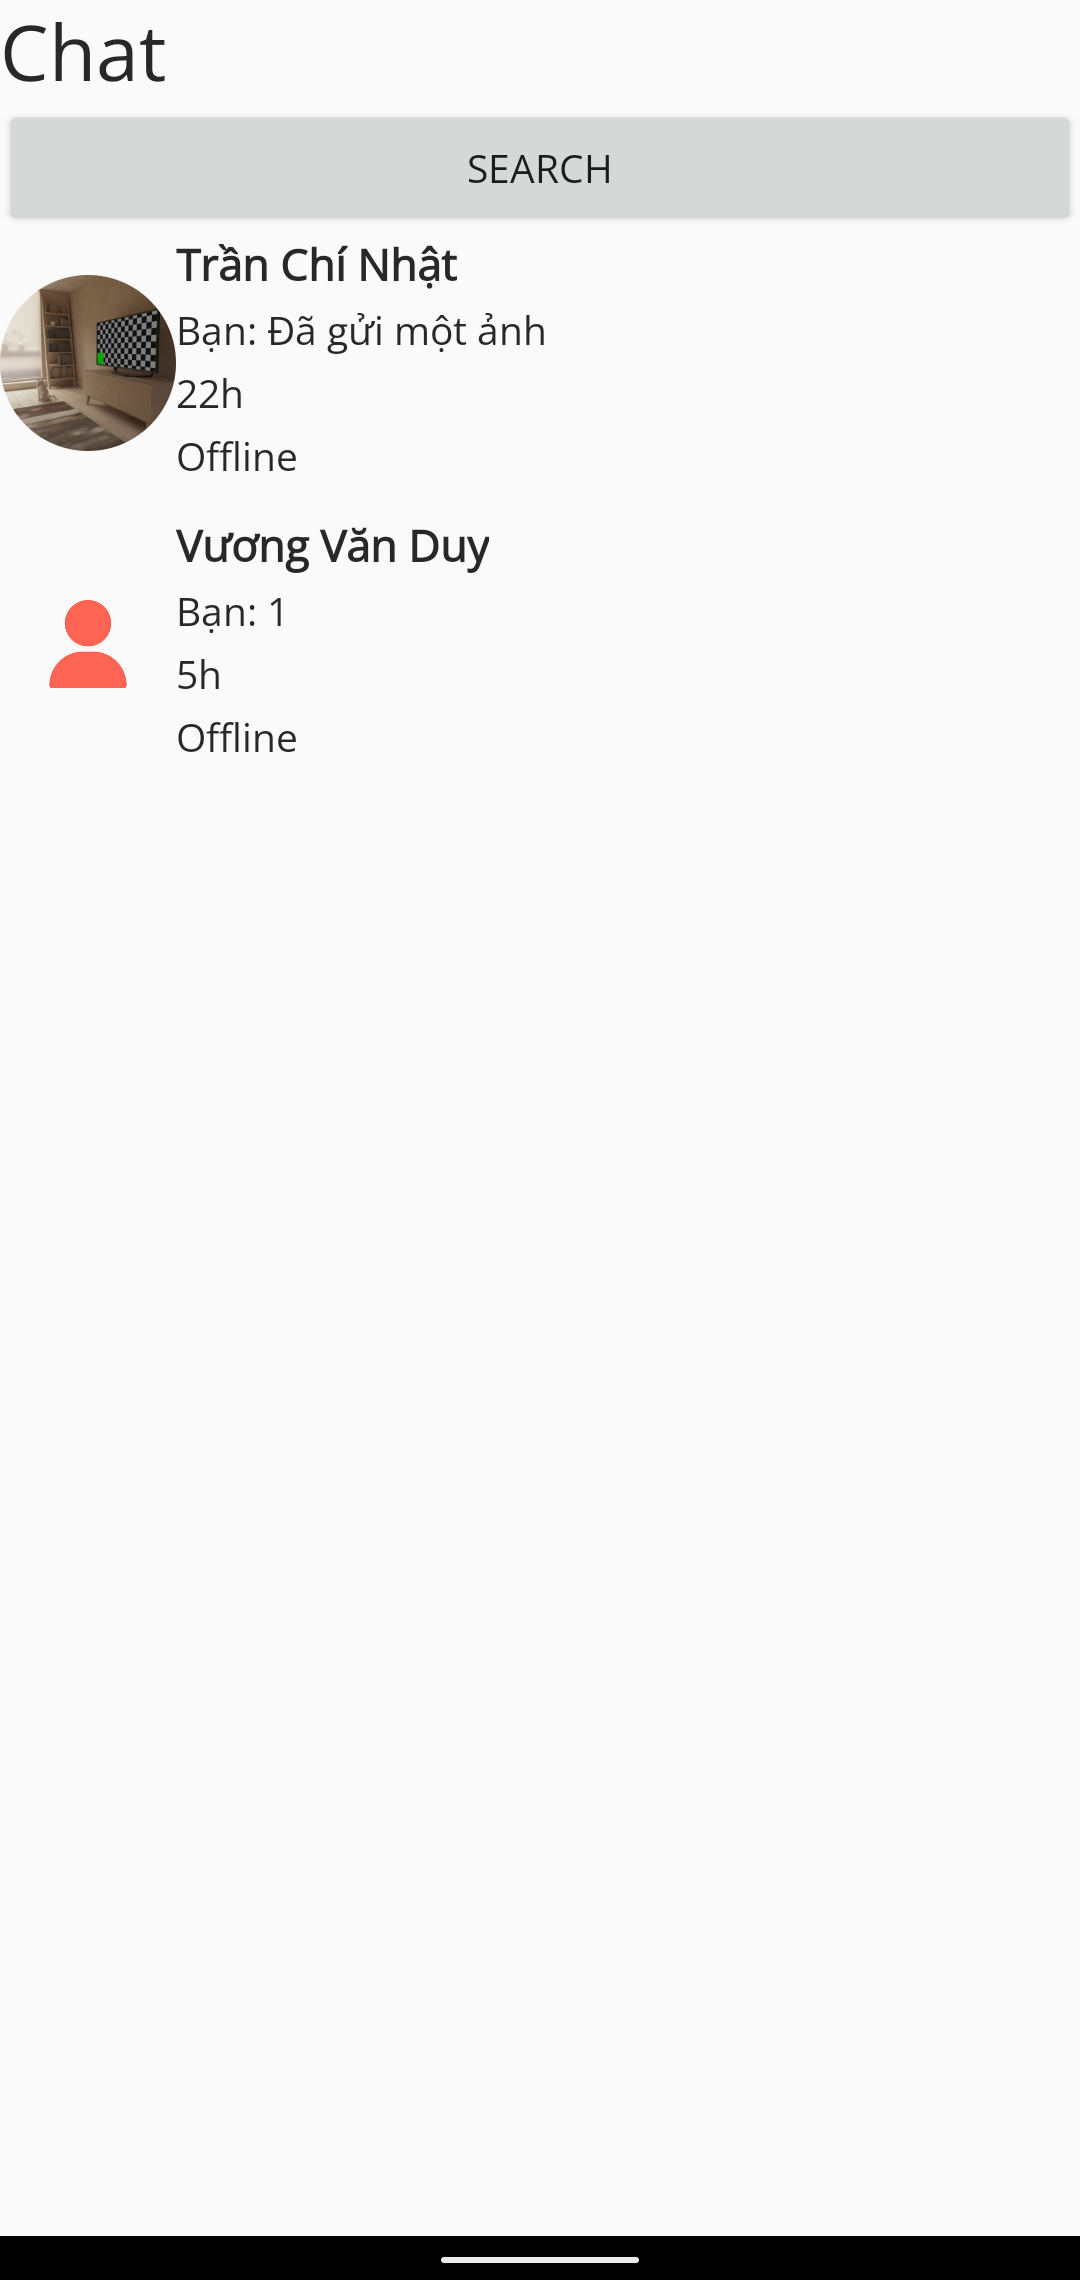 Chat
SEARCH
Trần Chí Nhật
Bạn: Đã gửi một ảnh
22h
Offline
Vương Văn Duy
Bạn: 1
5h
Offline